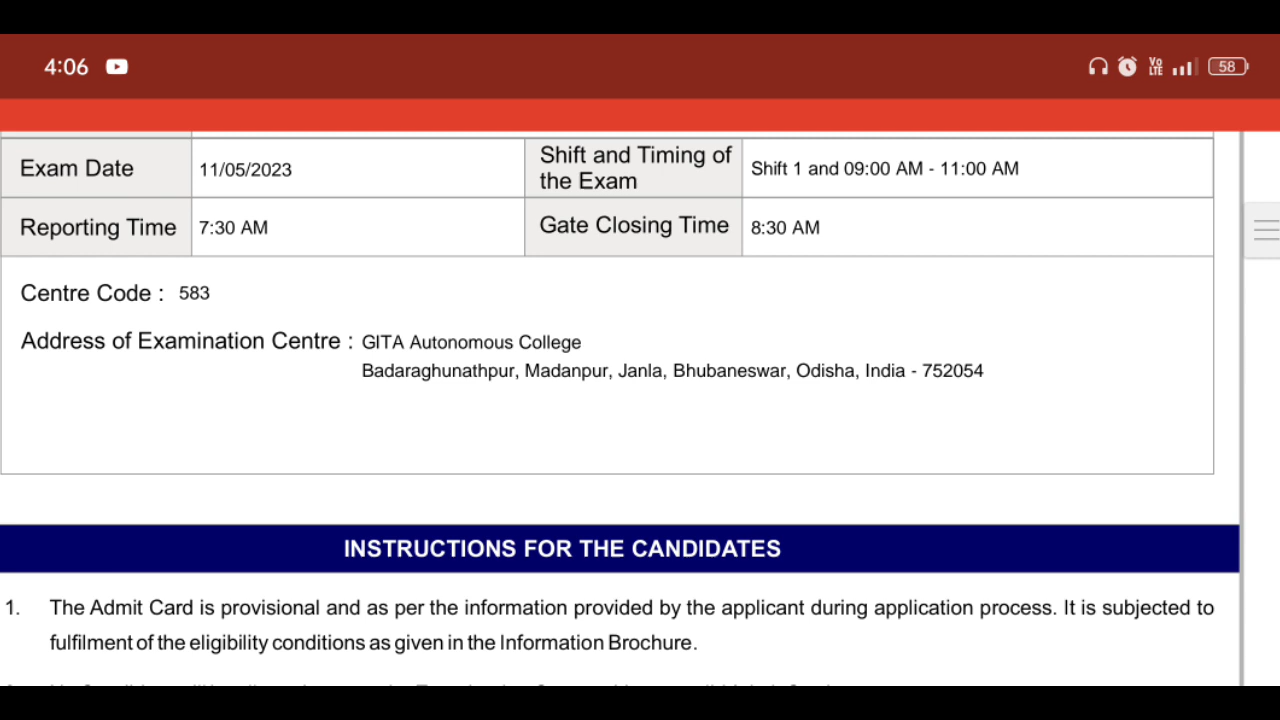 4:06 Vo LTE 58
Exam Date 11/05/2023 Shift and Timing of the Exam Shift 1 and 09:00 AM - 11:00 AM
Reporting Time 7:30 AM Gate Closing Time 8:30 AM
Centre Code : 583
Address of Examination Centre : GITA Autonomous College
Badaraghunathpur, Madanpur, Janla, Bhubaneswar, Odisha, India - 752054
INSTRUCTIONS FOR THE CANDIDATES
1. The Admit Card is provisional and as per the information provided by the applicant during application process. It is subjected to
fulfilment of the eligibility conditions as given in the Information Brochure.